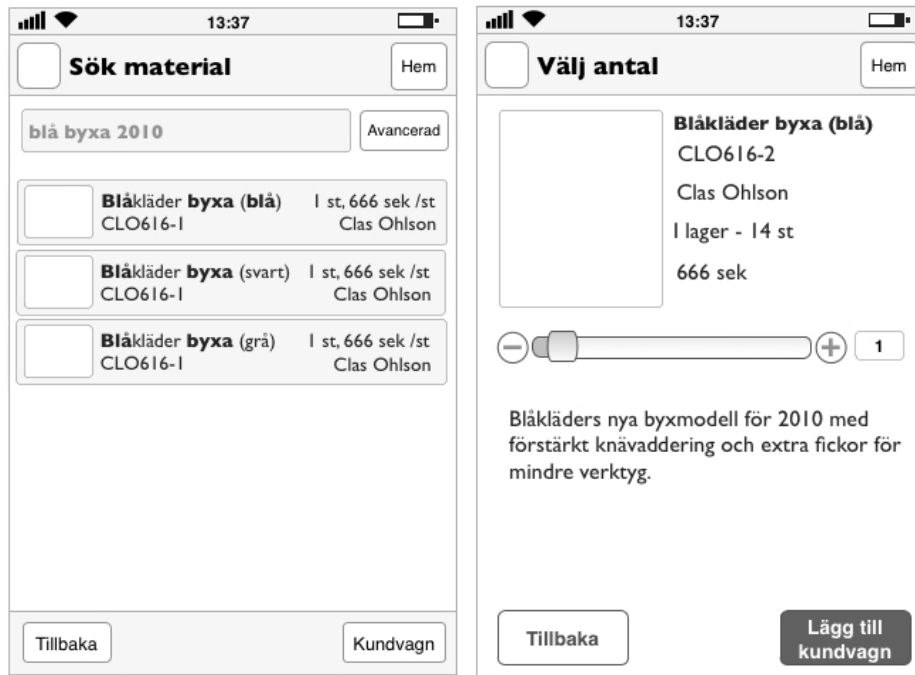 13:37
Sök material
Hem
blå byxa 2010
Avancerad
Blåkläder byxa (blå) 1 st, 666 sek /st
CLO616-1 Clas Ohlson
Blåkläder byxa (svart) 1 st, 666 sek /st
CLO616-1 Clas Ohlson
Blåkläder byxa (grå) 1 st, 666 sek /st
CLO616-1 Clas Ohlson
Tillbaka
Kundvagn
13:37
Välj antal
Hem
Blåkläder byxa (blå)
CLO616-2
Clas Ohlson
I lager - 14 st
666 sek
1
Blåkläders nya byxmodell för 2010 med
förstärkt knävaddering och extra fickor för
mindre verktyg.
Tillbaka
Lägg till
kundvagn